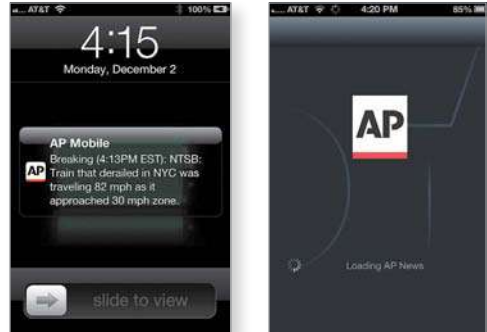 AT&T
100%
4:15
Monday, December 2
AP Mobile
Breaking (4:13PM EST): NTSB:
Train that derailed in NYC was
traveling 82 mph as it
approached 30 mph zone.
AP
slide to view
AT&T
4:20 PM
85%
AP
Loading AP News